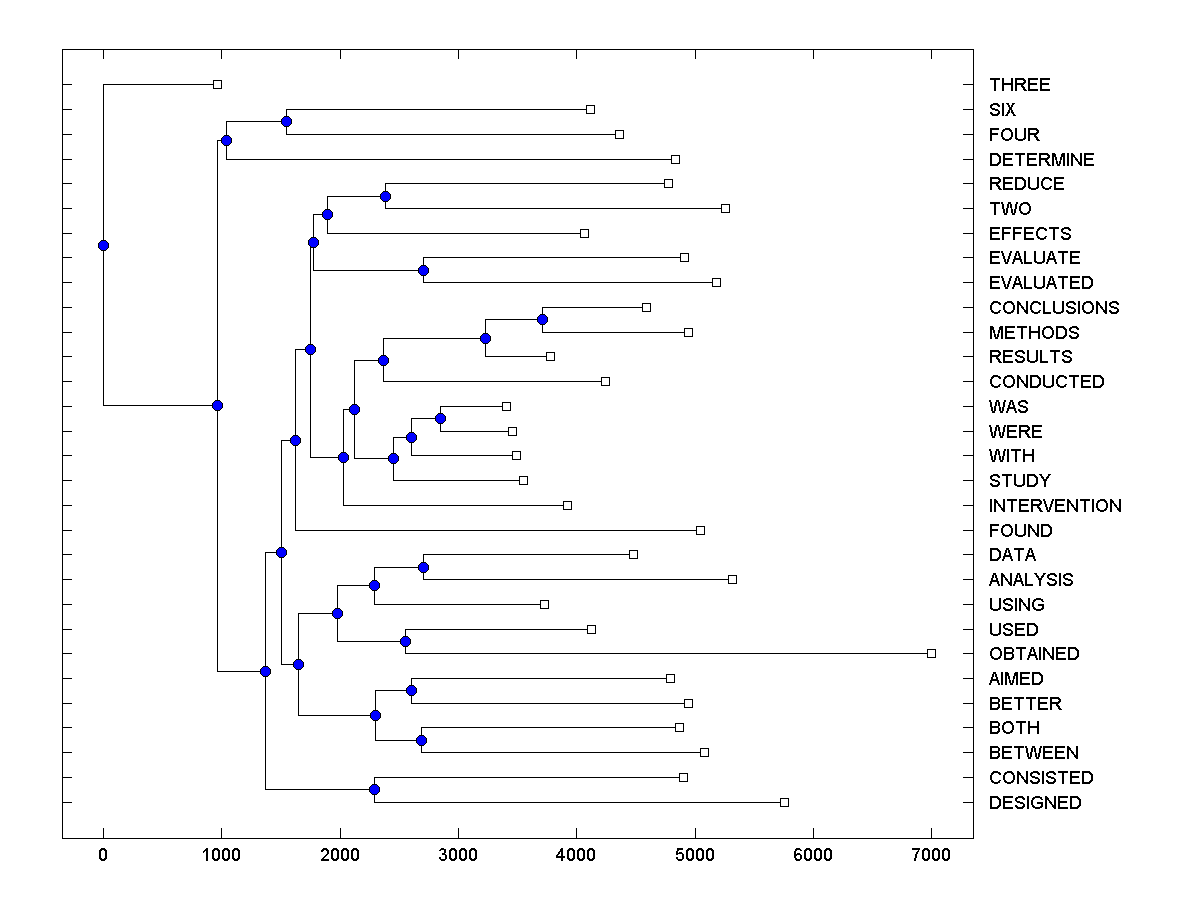 THREE
SIX
FOUR
DETERMINE
REDUCE
TWO
EFFECTS
EVALUATE
EVALUATED
CONCLUSIONS
METHODS
RESULTS
CONDUCTED
WAS
WERE
WITH
STUDY
INTERVENTION
FOUND
DATA
ANALYSIS
USING
USED
OBTAINED
AIMED
BETTER
BOTH
BETWEEN
CONSISTED
DESIGNED
0 1000 2000 3000 4000 5000 6000 7000